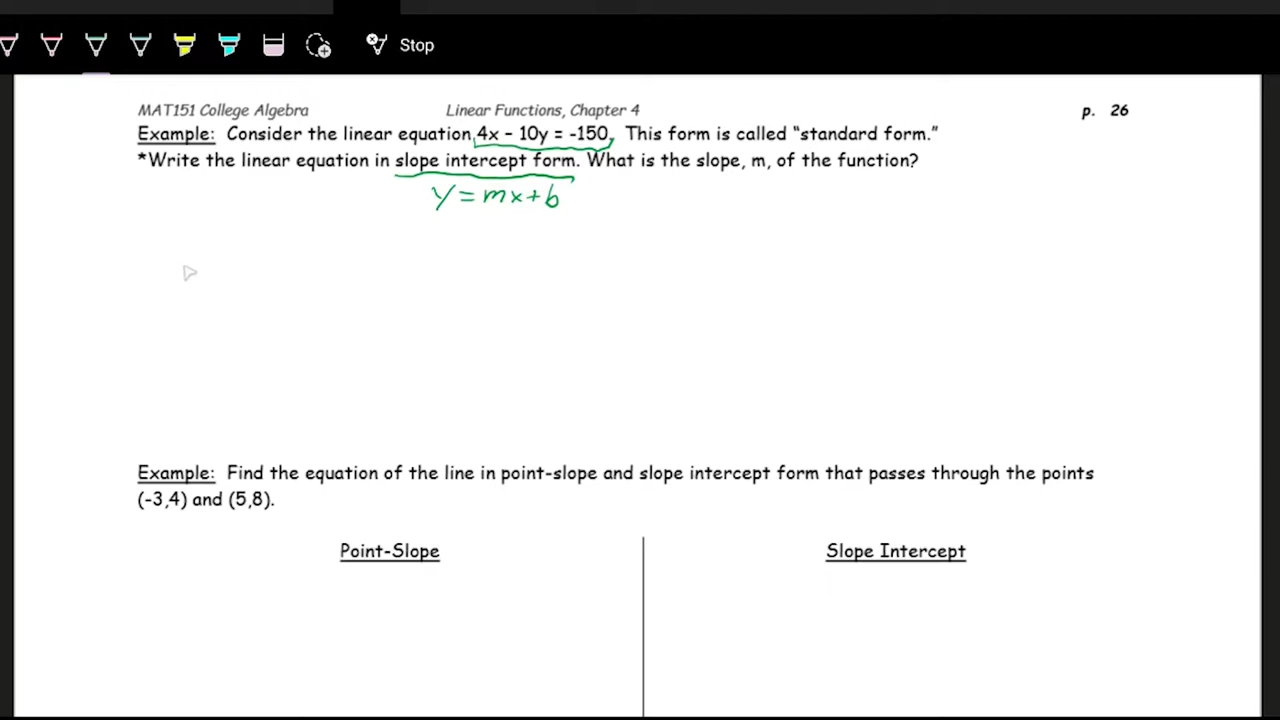 Stop
MAT151 College Algebra Linear Functions, Chapter 4 p. 26
Example: Consider the linear equation 4x - 10y = -150. This form is called “standard form.”
*Write the linear equation in slope intercept form. What is the slope, m, of the function?
y = mx + b
Example: Find the equation of the line in point-slope and slope intercept form that passes through the points
(-3,4) and (5,8).
Point-Slope Slope Intercept